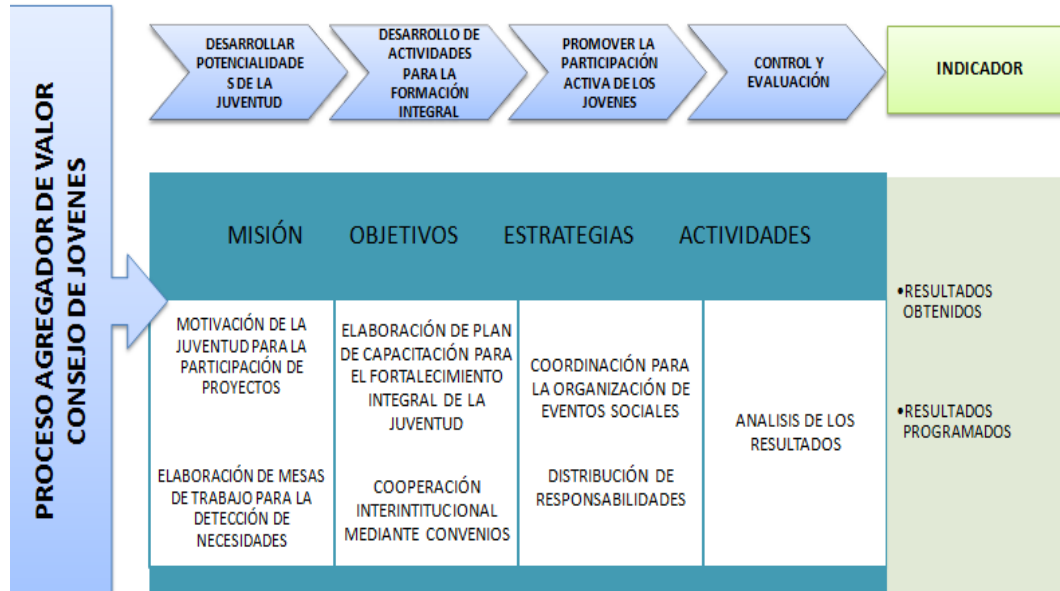 PROCESO AGREGADOR DE VALOR
CONSEJO DE JOVENES
DESARROLLAR
POTENCIALIDADE
S DE LA
JUVENTUD
DESARROLLO DE
ACTIVIDADES
PARA LA
FORMACIÓN
INTEGRAL
PROMOVER LA
PARTICIPACIÓN
ACTIVA DE LOS
JOVENES
CONTROL Y
EVALUACIÓN
INDICADOR
MISIÓN OBJETIVOS ESTRATEGIAS ACTIVIDADES
MOTIVACIÓN DE LA
JUVENTUD PARA LA
PARTICIPACIÓN DE
PROYECTOS
ELABORACIÓN DE MESAS
DE TRABAJO PARA LA
DETECCIÓN DE
NECESIDADES
ELABORACIÓN DE PLAN
DE CAPACITACIÓN PARA
EL FORTALECIMIENTO
INTEGRAL DE LA
JUVENTUD
COOPERACIÓN
INTERINTITUCIONAL
MEDIANTE CONVENIOS
COORDINACIÓN PARA
LA ORGANIZACIÓN DE
EVENTOS SOCIALES
DISTRIBUCIÓN DE
RESPONSABILIDADES
ANALISIS DE LOS
RESULTADOS
•RESULTADOS
OBTENIDOS
•RESULTADOS
PROGRAMADOS